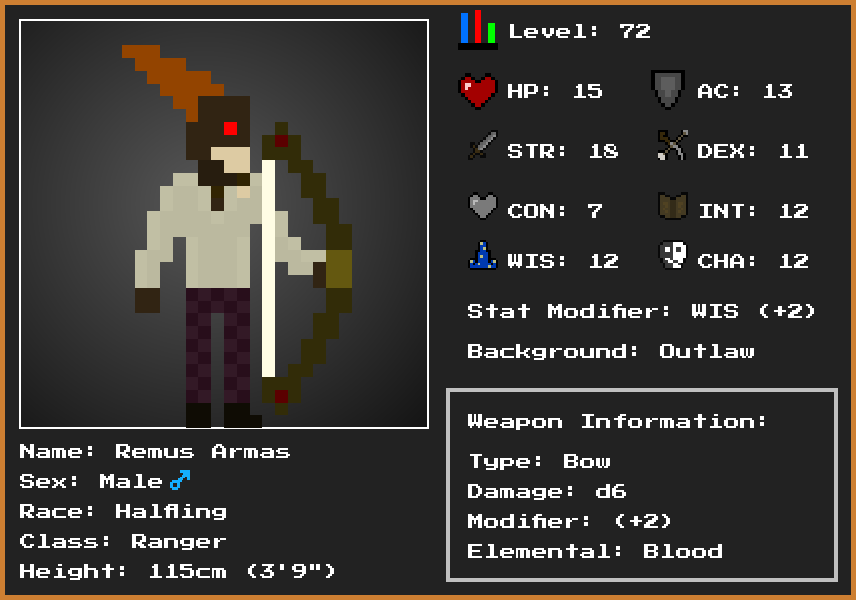 Level: 72
HP: 15
AC: 13
STR: 18
DEX: 11
CON: 7
INT: 12
WIS: 12
CHA: 12
Stat Modifier: WIS (+2)
Background: Outlaw
Name: Remus Armas
Sex: Male ♂
Race: Halfling
Class: Ranger
Height: 115cm (3'9")
Weapon Information:
Type: Bow
Damage: d6
Modifier: (+2)
Elemental: Blood